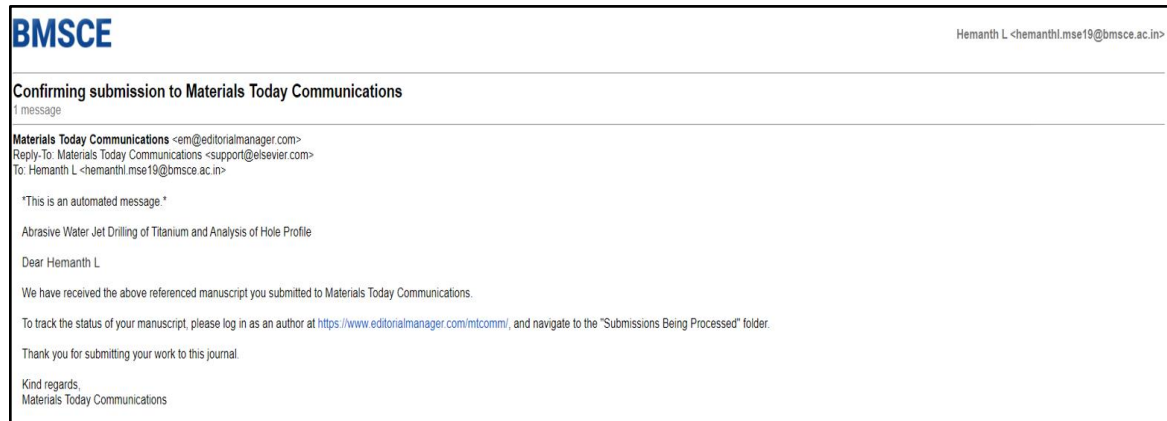 BMSCE
Hemanth L <hemanthl.mse19@bmsce.ac.in>
Confirming submission to Materials Today Communications
1 message
Materials Today Communications <em@editorialmanager.com>
Reply-To: Materials Today Communications <support@elsevier.com>
To: Hemanth L <hemanthl.mse19@bmsce.ac.in>
*This is an automated message.*
Abrasive Water Jet Drilling of Titanium and Analysis of Hole Profile
Dear Hemanth L
We have received the above referenced manuscript you submitted to Materials Today Communications.
To track the status of your manuscript, please log in as an author at https://www.editorialmanager.com/mtcomm/, and navigate to the "Submissions Being Processed" folder.
Thank you for submitting your work to this journal.
Kind regards,
Materials Today Communications